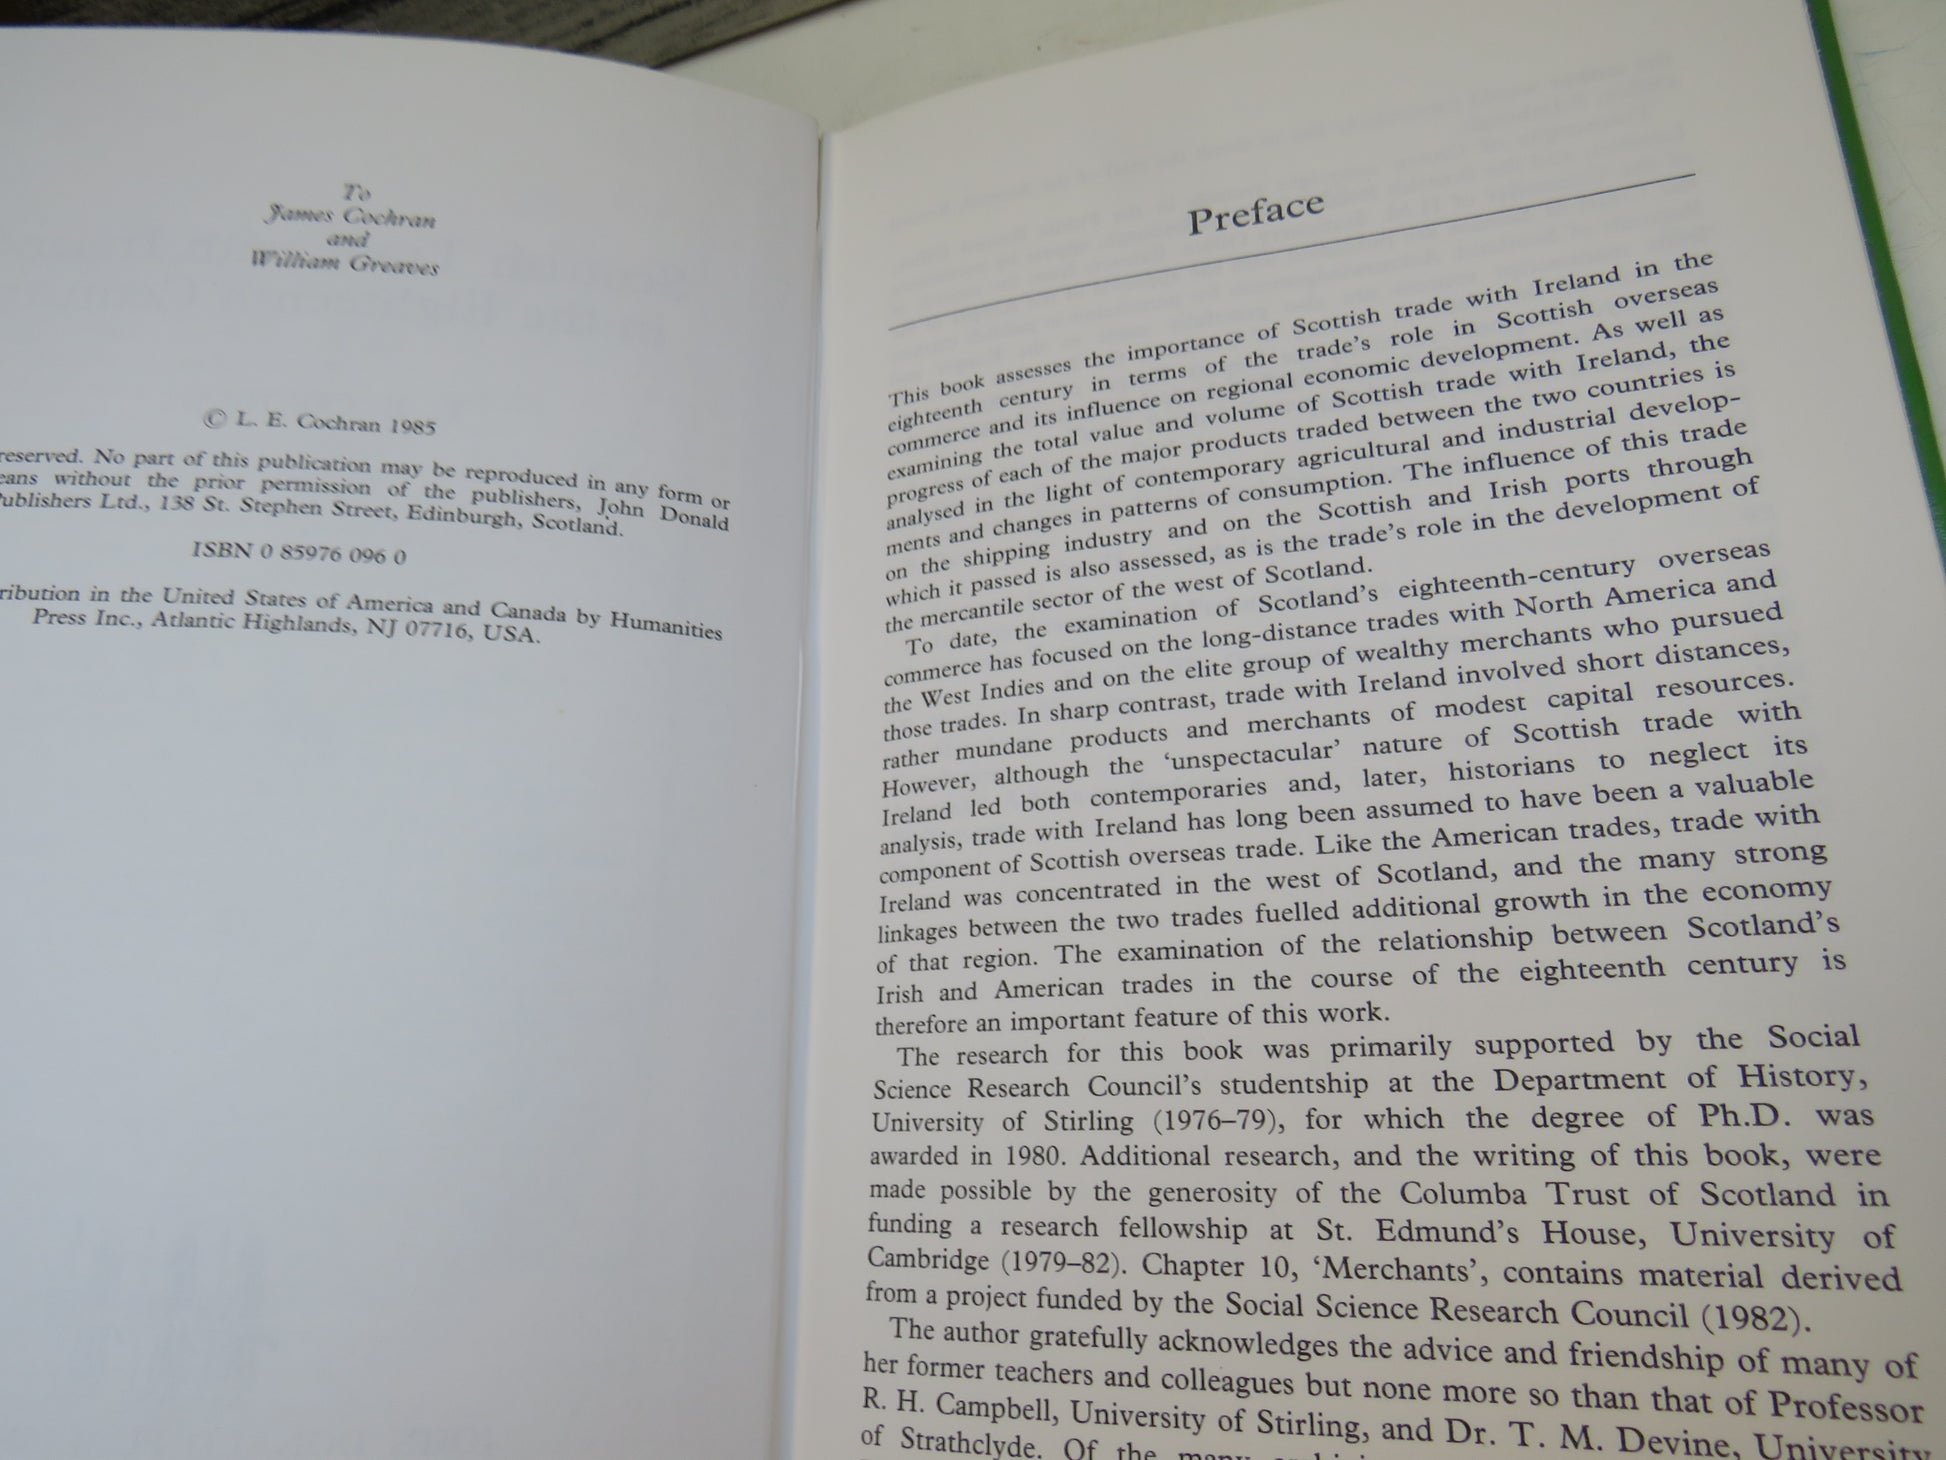 To
James Cochran
and
William Greaves
© L. E. Cochran 1985
reserved. No part of this publication may be reproduced in any form or
without the prior permission of the publishers, John Donald
Publishers Ltd., 138 St. Stephen Street, Edinburgh, Scotland.
ISBN 0 85976 096 0
in the United States of America and Canada by Humanities
Press Inc., Atlantic Highlands, NJ 07716, USA.
Preface
This book assesses the importance of Scottish trade with Ireland in the
eighteenth century in terms of the trade's role in Scottish overseas
commerce and its influence on regional economic development. As well as
examining the total value and volume of Scottish trade with Ireland, the
progress of each of the major products traded between the two countries is
analysed in the light of contemporary agricultural and industrial develop-
ments and changes in patterns of consumption. The influence of this trade
on the shipping industry and on the Scottish and Irish ports through
which it passed is also assessed, as is the trade's role in the development of
the mercantile sector of the west of Scotland.
To date, the examination of Scotland's eighteenth-century overseas
commerce has focused on the long-distance trades with North America and
the West Indies and on the elite group of wealthy merchants who pursued
those trades. In sharp contrast, trade with Ireland involved short distances,
rather mundane products and merchants of modest capital resources.
However, although the 'unspectacular' nature of Scottish trade with
Ireland led both contemporaries and, later, historians to neglect its
analysis, trade with Ireland has long been assumed to have been a valuable
component of Scottish overseas trade. Like the American trades, trade with
Ireland was concentrated in the west of Scotland, and the many strong
linkages between the two trades fuelled additional growth in the economy
of that region. The examination of the relationship between Scotland's
Irish and American trades in the course of the eighteenth century is
therefore an important feature of this work.
The research for this book was primarily supported by the Social
Science Research Council's studentship at the Department of History,
University of Stirling (1976–79), for which the degree of Ph.D. was
awarded in 1980. Additional research, and the writing of this book, were
made possible by the generosity of the Columba Trust of Scotland in
funding a research fellowship at St. Edmund's House, University of
Cambridge (1979–82). Chapter 10, 'Merchants', contains material derived
from a project funded by the Social Science Research Council (1982).
The author gratefully acknowledges the advice and friendship of many of
her former teachers and colleagues but none more so than that of Professor
R. H. Campbell, University of Stirling, and Dr. T. M. Devine, University
of Strathclyde. Of the many